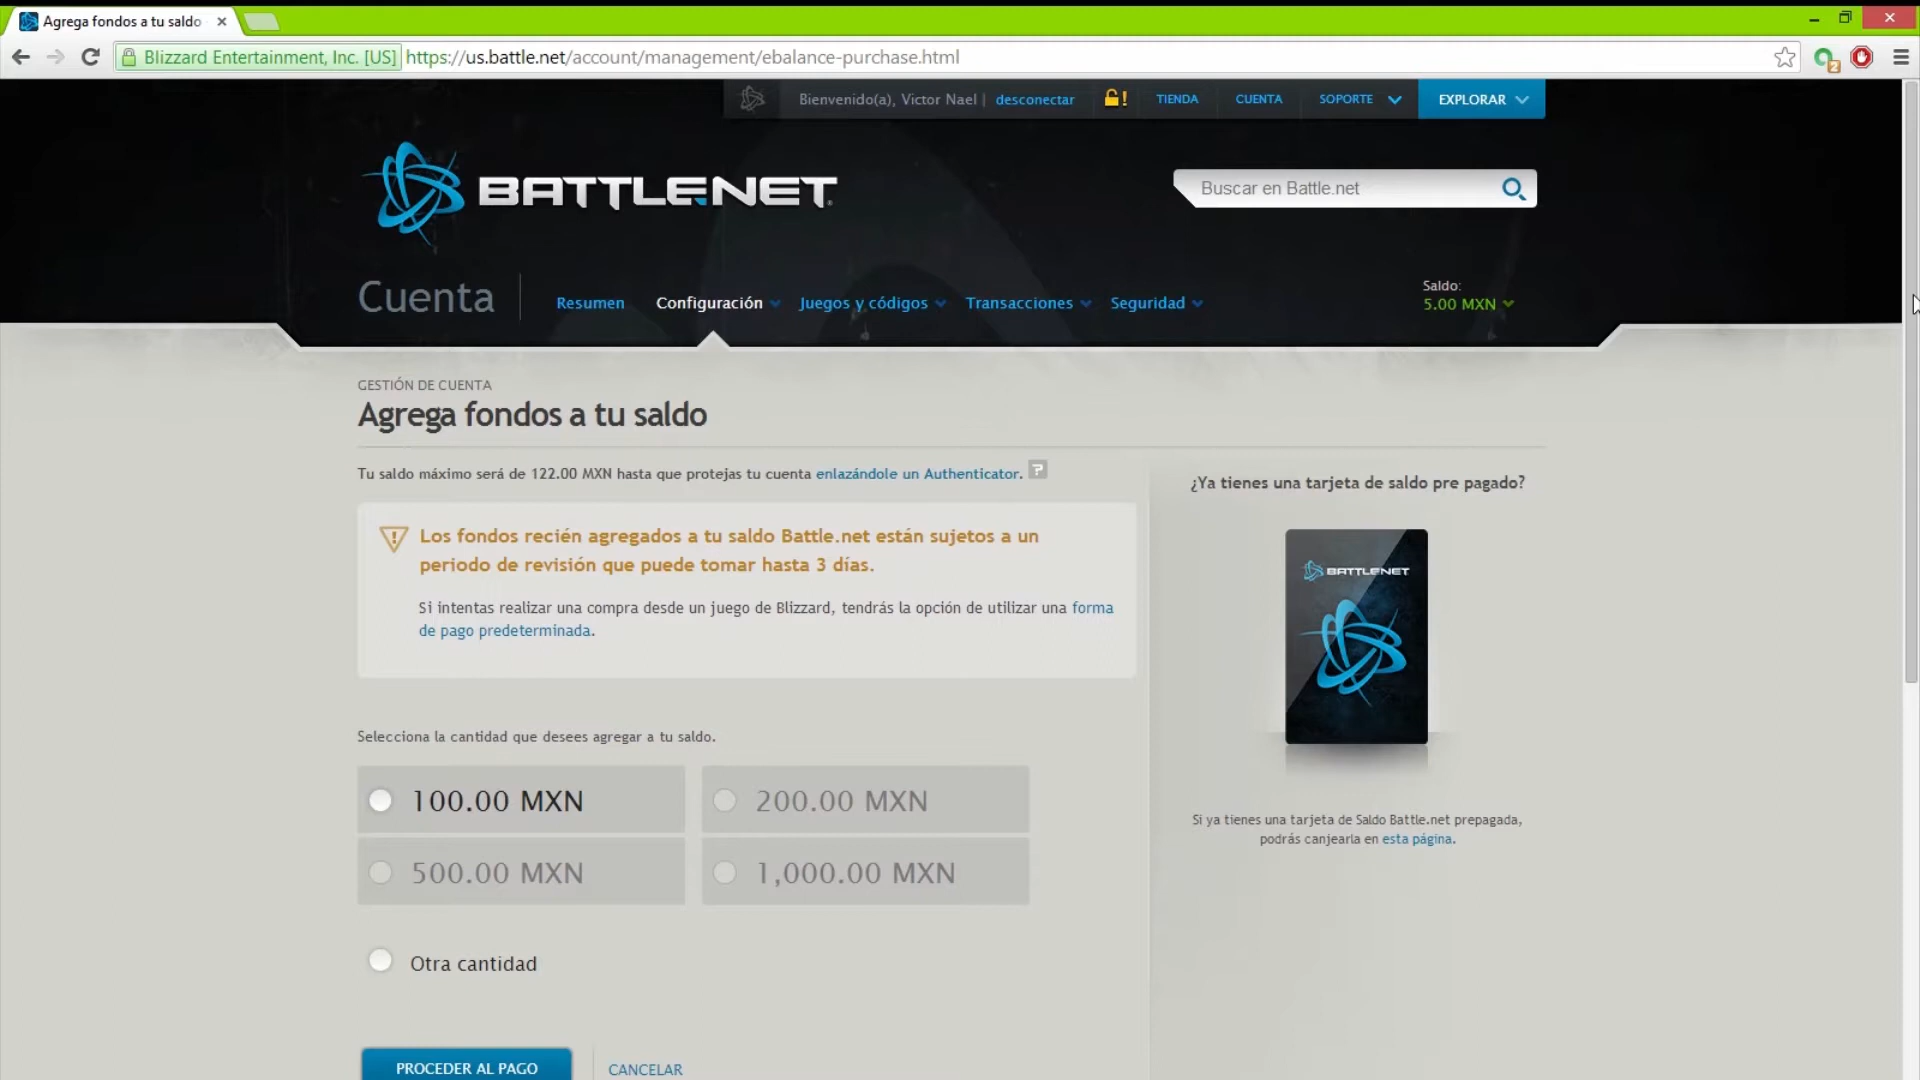 Agrega fondos a tu saldo
Blizzard Entertainment, Inc. [US] https://us.battle.net/account/management/ebalance-purchase.html
2
Bienvenido(a), Victor Nael | desconectar ! TIENDA CUENTA SOPORTE EXPLORAR
BATTLE.NET
Buscar en Battle.net
Cuenta Resumen Configuración Juegos y códigos Transacciones Seguridad
Saldo:
5.00 MXN
GESTIÓN DE CUENTA
Agrega fondos a tu saldo
Tu saldo máximo será de 122.00 MXN hasta que protejas tu cuenta enlazándole un Authenticator. ?
Los fondos recién agregados a tu saldo Battle.net están sujetos a un
periodo de revisión que puede tomar hasta 3 días.
Si intentas realizar una compra desde un juego de Blizzard, tendrás la opción de utilizar una forma
de pago predeterminada.
Selecciona la cantidad que desees agregar a tu saldo.
100.00 MXN 200.00 MXN
500.00 MXN 1,000.00 MXN
Otra cantidad
PROCEDER AL PAGO CANCELAR
¿Ya tienes una tarjeta de saldo pre pagado?
BATTLE.NET
Si ya tienes una tarjeta de Saldo Battle.net prepagada,
podrás canjearla en esta página.